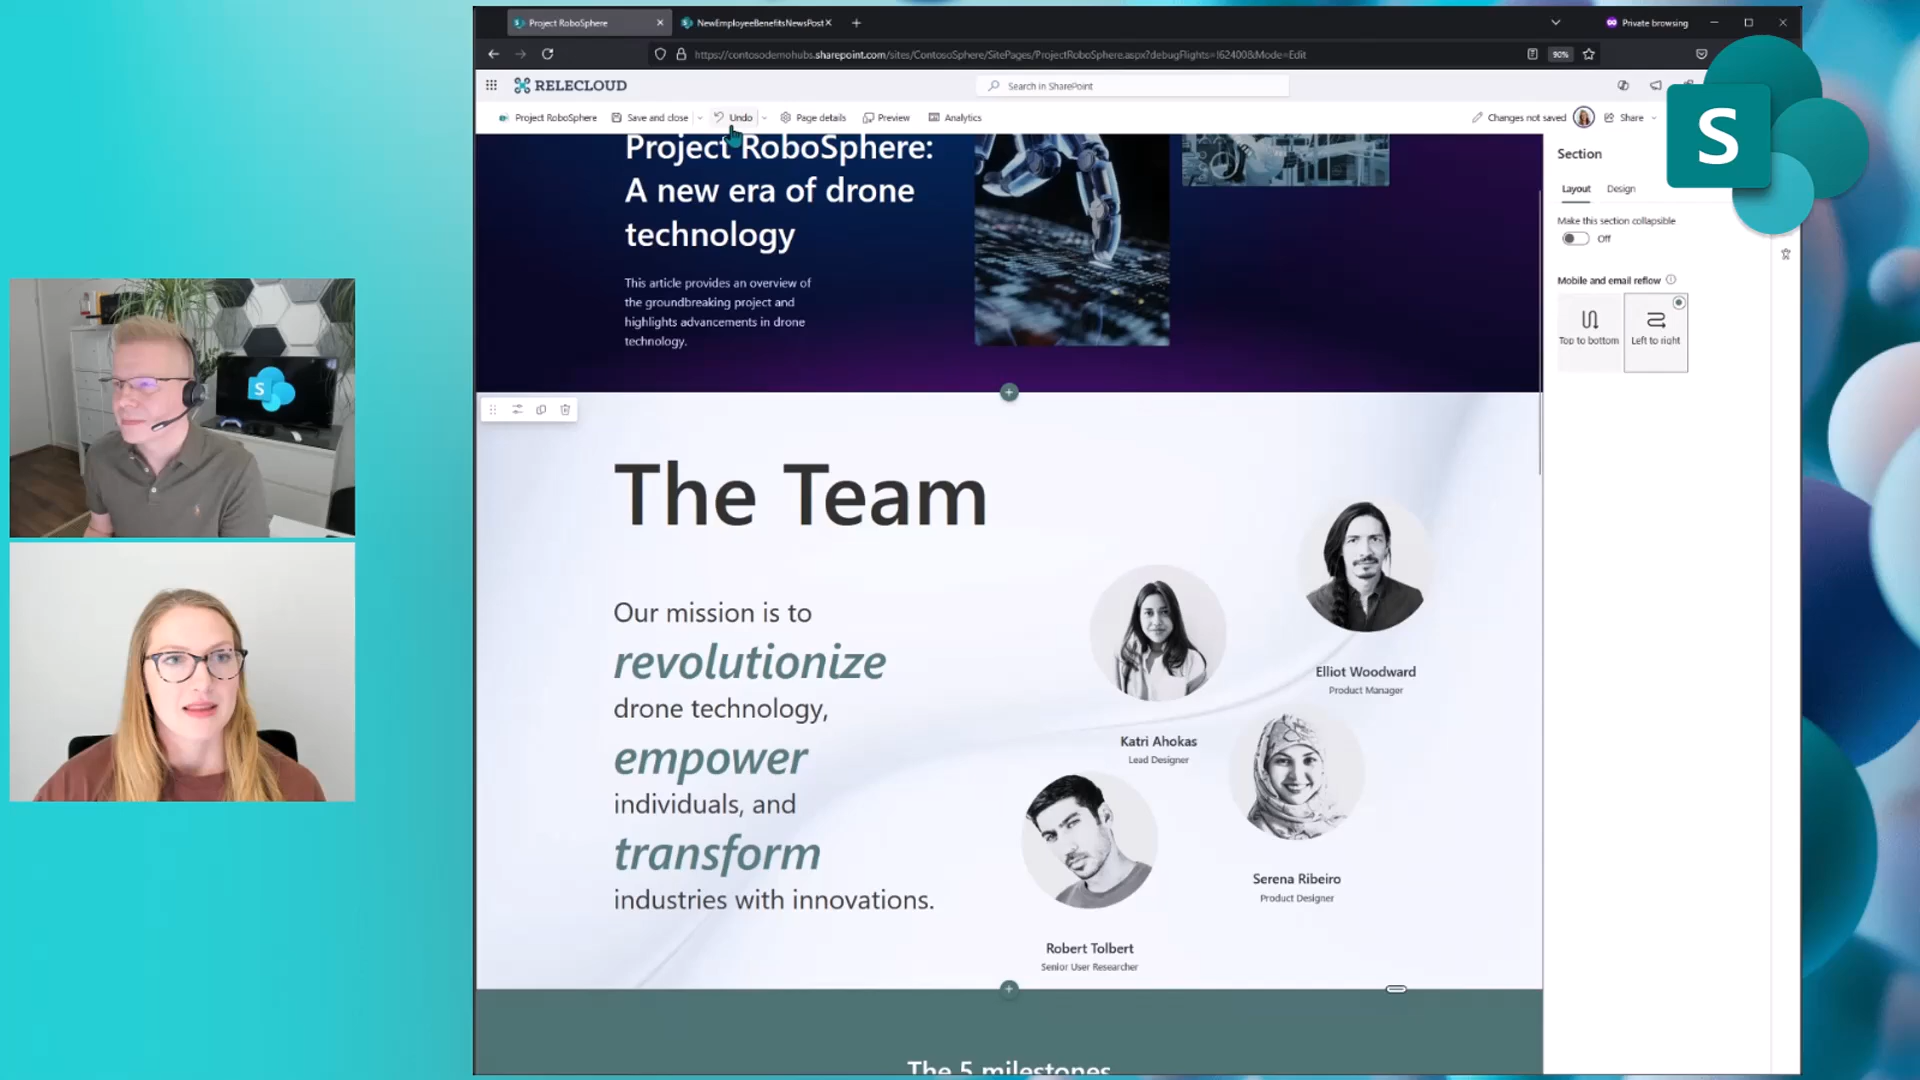 Project RoboSphere
NewEmployeeBenefitsNewsPost
Private browsing
https://contosodemohubs.sharepoint.com/sites/ContosoSphere/SitePages/ProjectRoboSphere.aspx?debugFlights=162400&Mode=Edit
90%
RELECLOUD
Search in SharePoint
Project RoboSphere
Save and close
Undo
Page details
Preview
Analytics
Changes not saved
Share
S
Project RoboSphere:
A new era of drone
technology
This article provides an overview of
the groundbreaking project and
highlights advancements in drone
technology.
Section
Layout
Design
Make this section collapsible
Off
Mobile and email reflow
Top to bottom
Left to right
S
The Team
Our mission is to
revolutionize
drone technology,
empower
individuals, and
transform
industries with innovations.
Elliot Woodward
Product Manager
Katri Ahokas
Lead Designer
Serena Ribeiro
Product Designer
Robert Tolbert
Senior User Researcher
The 5 milestones